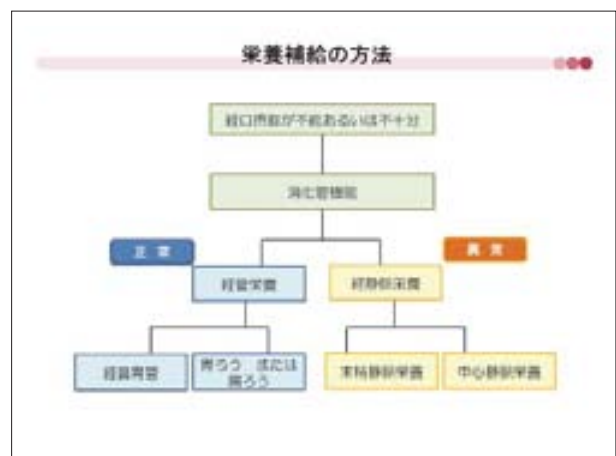 栄養補給の方法
経口摂取が不能あるいは不十分
消化管機能
正常
異常
経管栄養
経静脈栄養
経鼻胃管
胃ろう または
腸ろう
末梢静脈栄養
中心静脈栄養